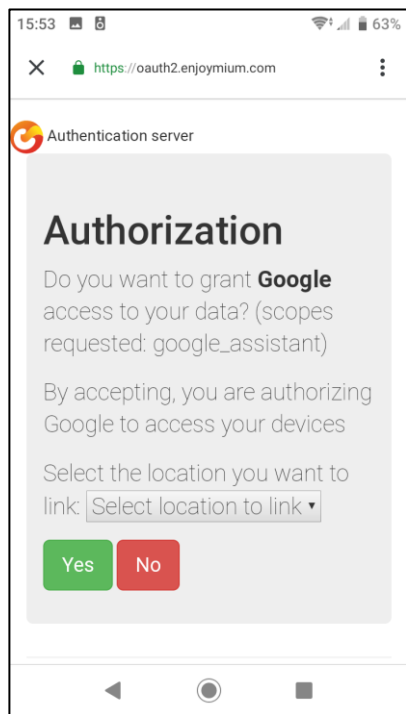 15:53 63%
https://oauth2.enjoymium.com
Authentication server
Authorization
Do you want to grant Google
access to your data? (scopes
requested: google_assistant)
By accepting, you are authorizing
Google to access your devices
Select the location you want to
link: Select location to link
Yes No